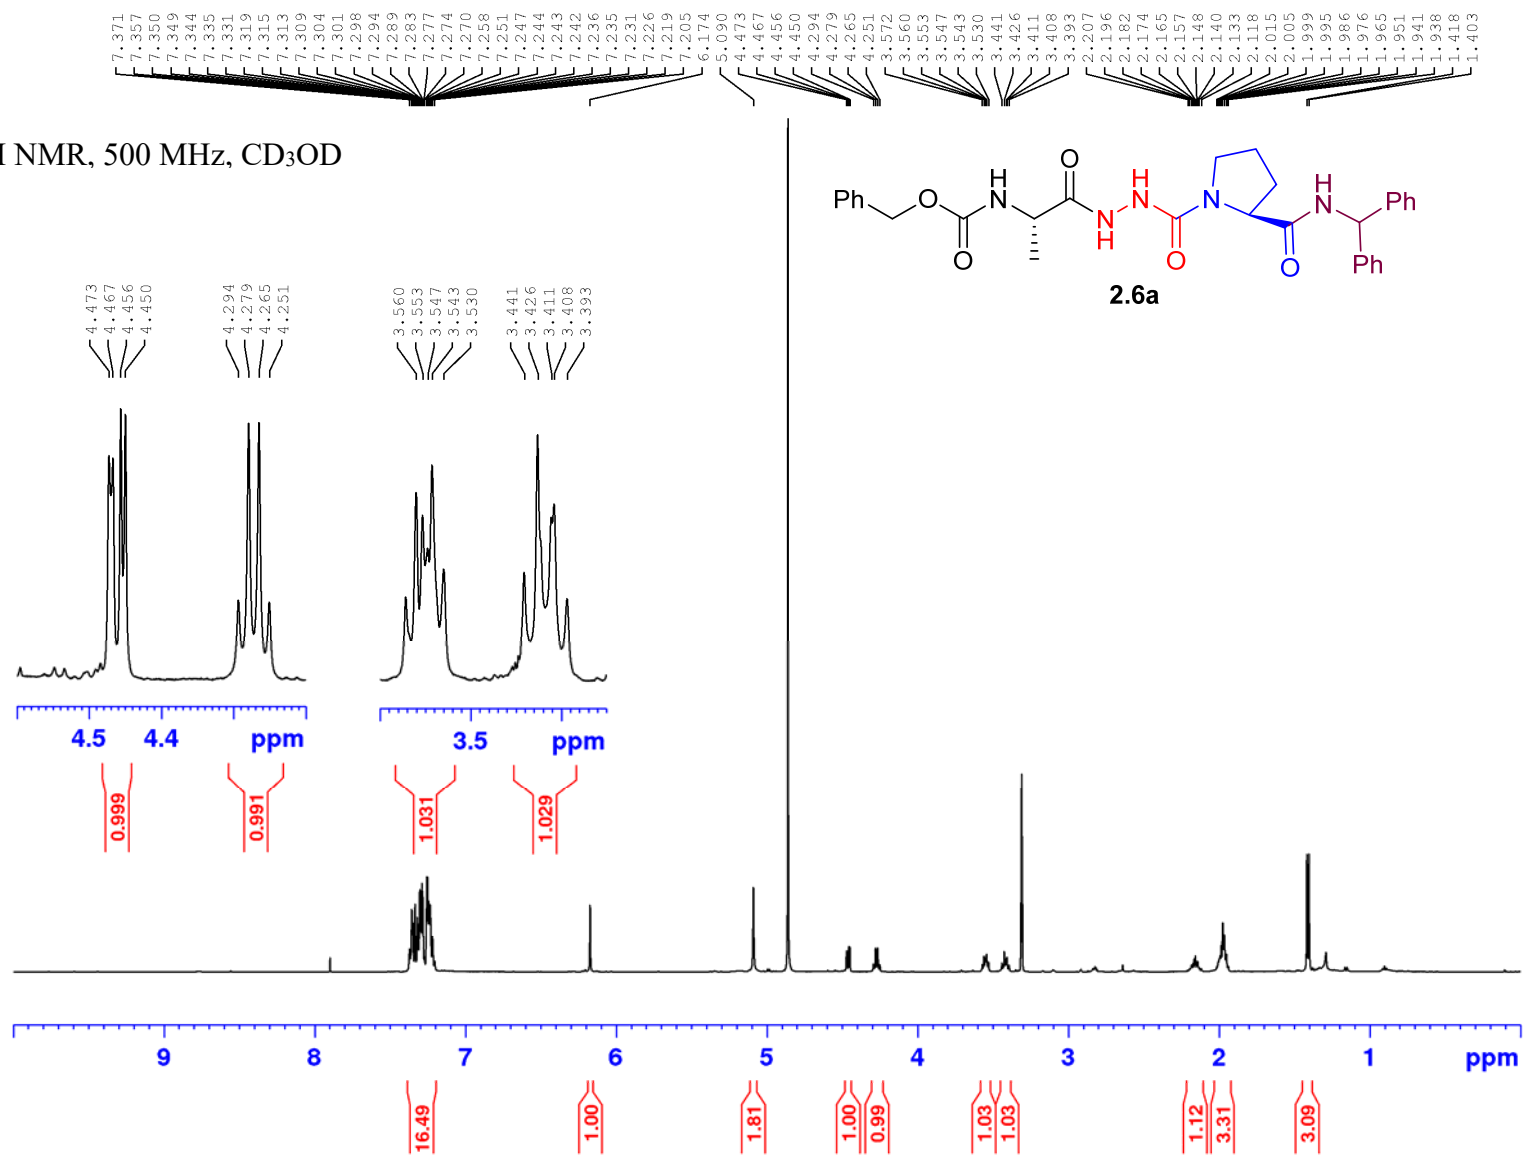 7.371 7.357 7.350 7.349 7.344 7.335 7.331 7.319 7.315 7.313 7.309 7.304 7.301 7.298 7.294 7.289 7.283 7.277 7.274 7.270 7.258 7.251 7.247 7.244 7.243 7.242 7.236 7.235 7.231 7.226 7.219 7.205 6.174 5.090 4.473 4.467 4.456 4.450 4.294 4.279 4.265 4.251 3.572 3.560 3.553 3.547 3.543 3.530 3.441 3.426 3.411 3.408 3.393 2.207 2.196 2.182 2.174 2.165 2.157 2.148 2.140 2.133 2.118 2.015 2.005 1.999 1.995 1.986 1.976 1.965 1.951 1.941 1.938 1.418 1.403
NMR, 500 MHz, CD₃OD
O
H
N
Ph
O
O
H
N
N
H
O
N
O
H
N
Ph
Ph
2.6a
4.473 4.467 4.456 4.450 4.294 4.279 4.265 4.251 3.560 3.553 3.547 3.543 3.530 3.441 3.426 3.411 3.408 3.393
4.5 4.4 ppm 3.5 ppm
0.999 0.991 1.031 1.029
9 8 7 6 5 4 3 2 1 ppm
16.49 1.00 1.81 1.00 0.99 1.03 1.03 1.12 3.31 3.09